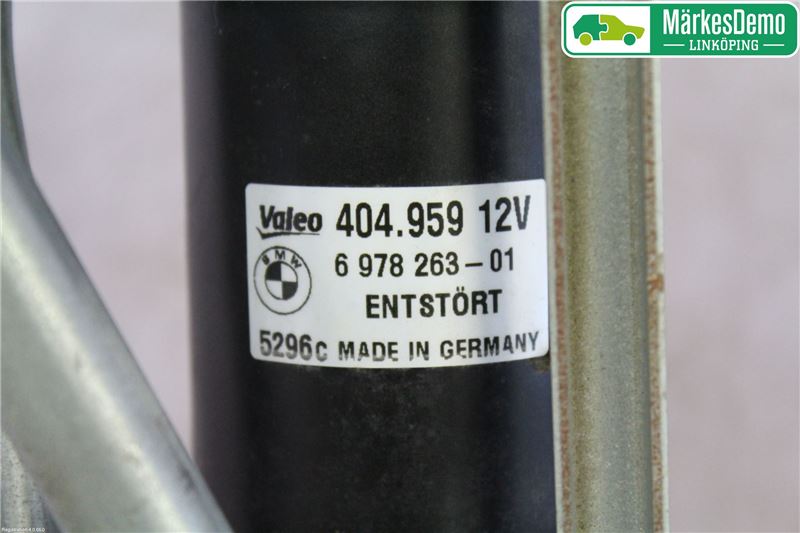 MärkesDemo
LINKÖPING
Valeo 404.959 12V
BMW 6 978 263-01
ENTSTÖRT
5296c MADE IN GERMANY